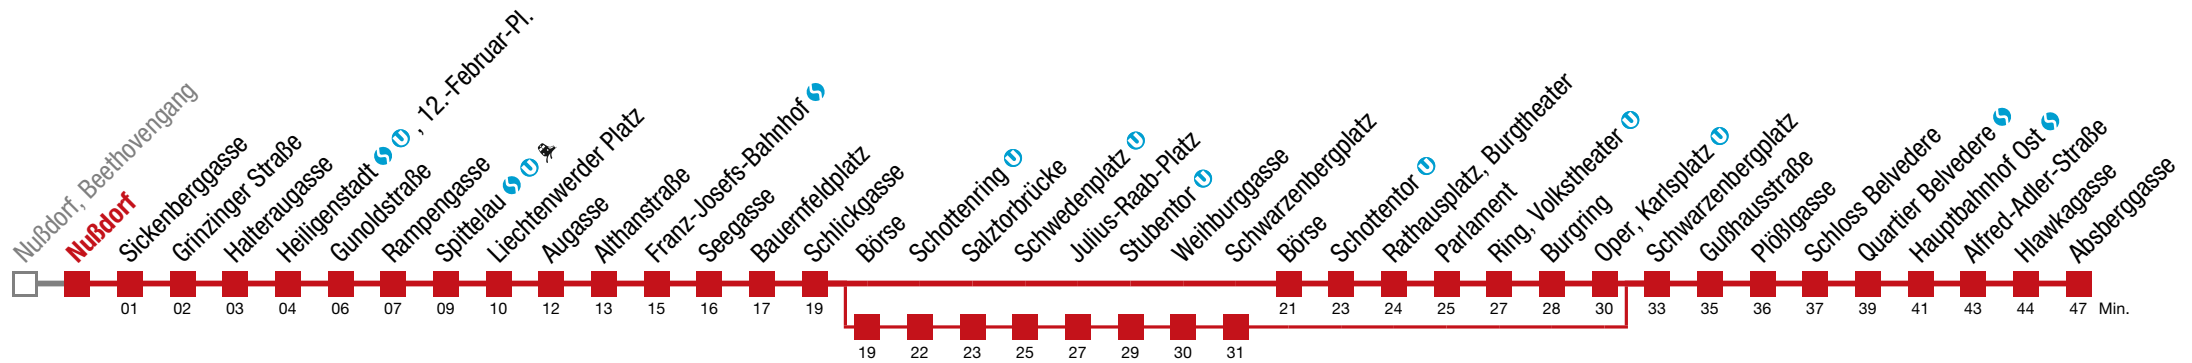 Nußdorf, Beethovengang
Nußdorf
Sickenberggasse
Grinzinger Straße
Halteraugasse
Heiligenstadt S U , 12.-Februar-Pl.
Gunoldstraße
Rampengasse
Spittelau S U
Liechtenwerder Platz
Augasse
Althanstraße
Franz-Josefs-Bahnhof S
Seegasse
Bauernfeldplatz
Schlickgasse
Börse
Schottenring U
Salztorbrücke
Schwedenplatz U
Julius-Raab-Platz
Stubentor U
Weihburggasse
Schwarzenbergplatz
Börse
Schottentor U
Rathausplatz, Burgtheater
Parlament
Ring, Volkstheater U
Burgring
Oper, Karlsplatz U
Schwarzenbergplatz
Gußhausstraße
Plößlgasse
Schloss Belvedere
Quartier Belvedere S
Hauptbahnhof Ost S
Alfred-Adler-Straße
Hlawkagasse
Absberggasse
01 02 03 04 06 07 09 10 12 13 15 16 17 19 21 23 24 25 27 28 30 33 35 36 37 39 41 43 44 47 Min.
19 22 23 25 27 29 30 31